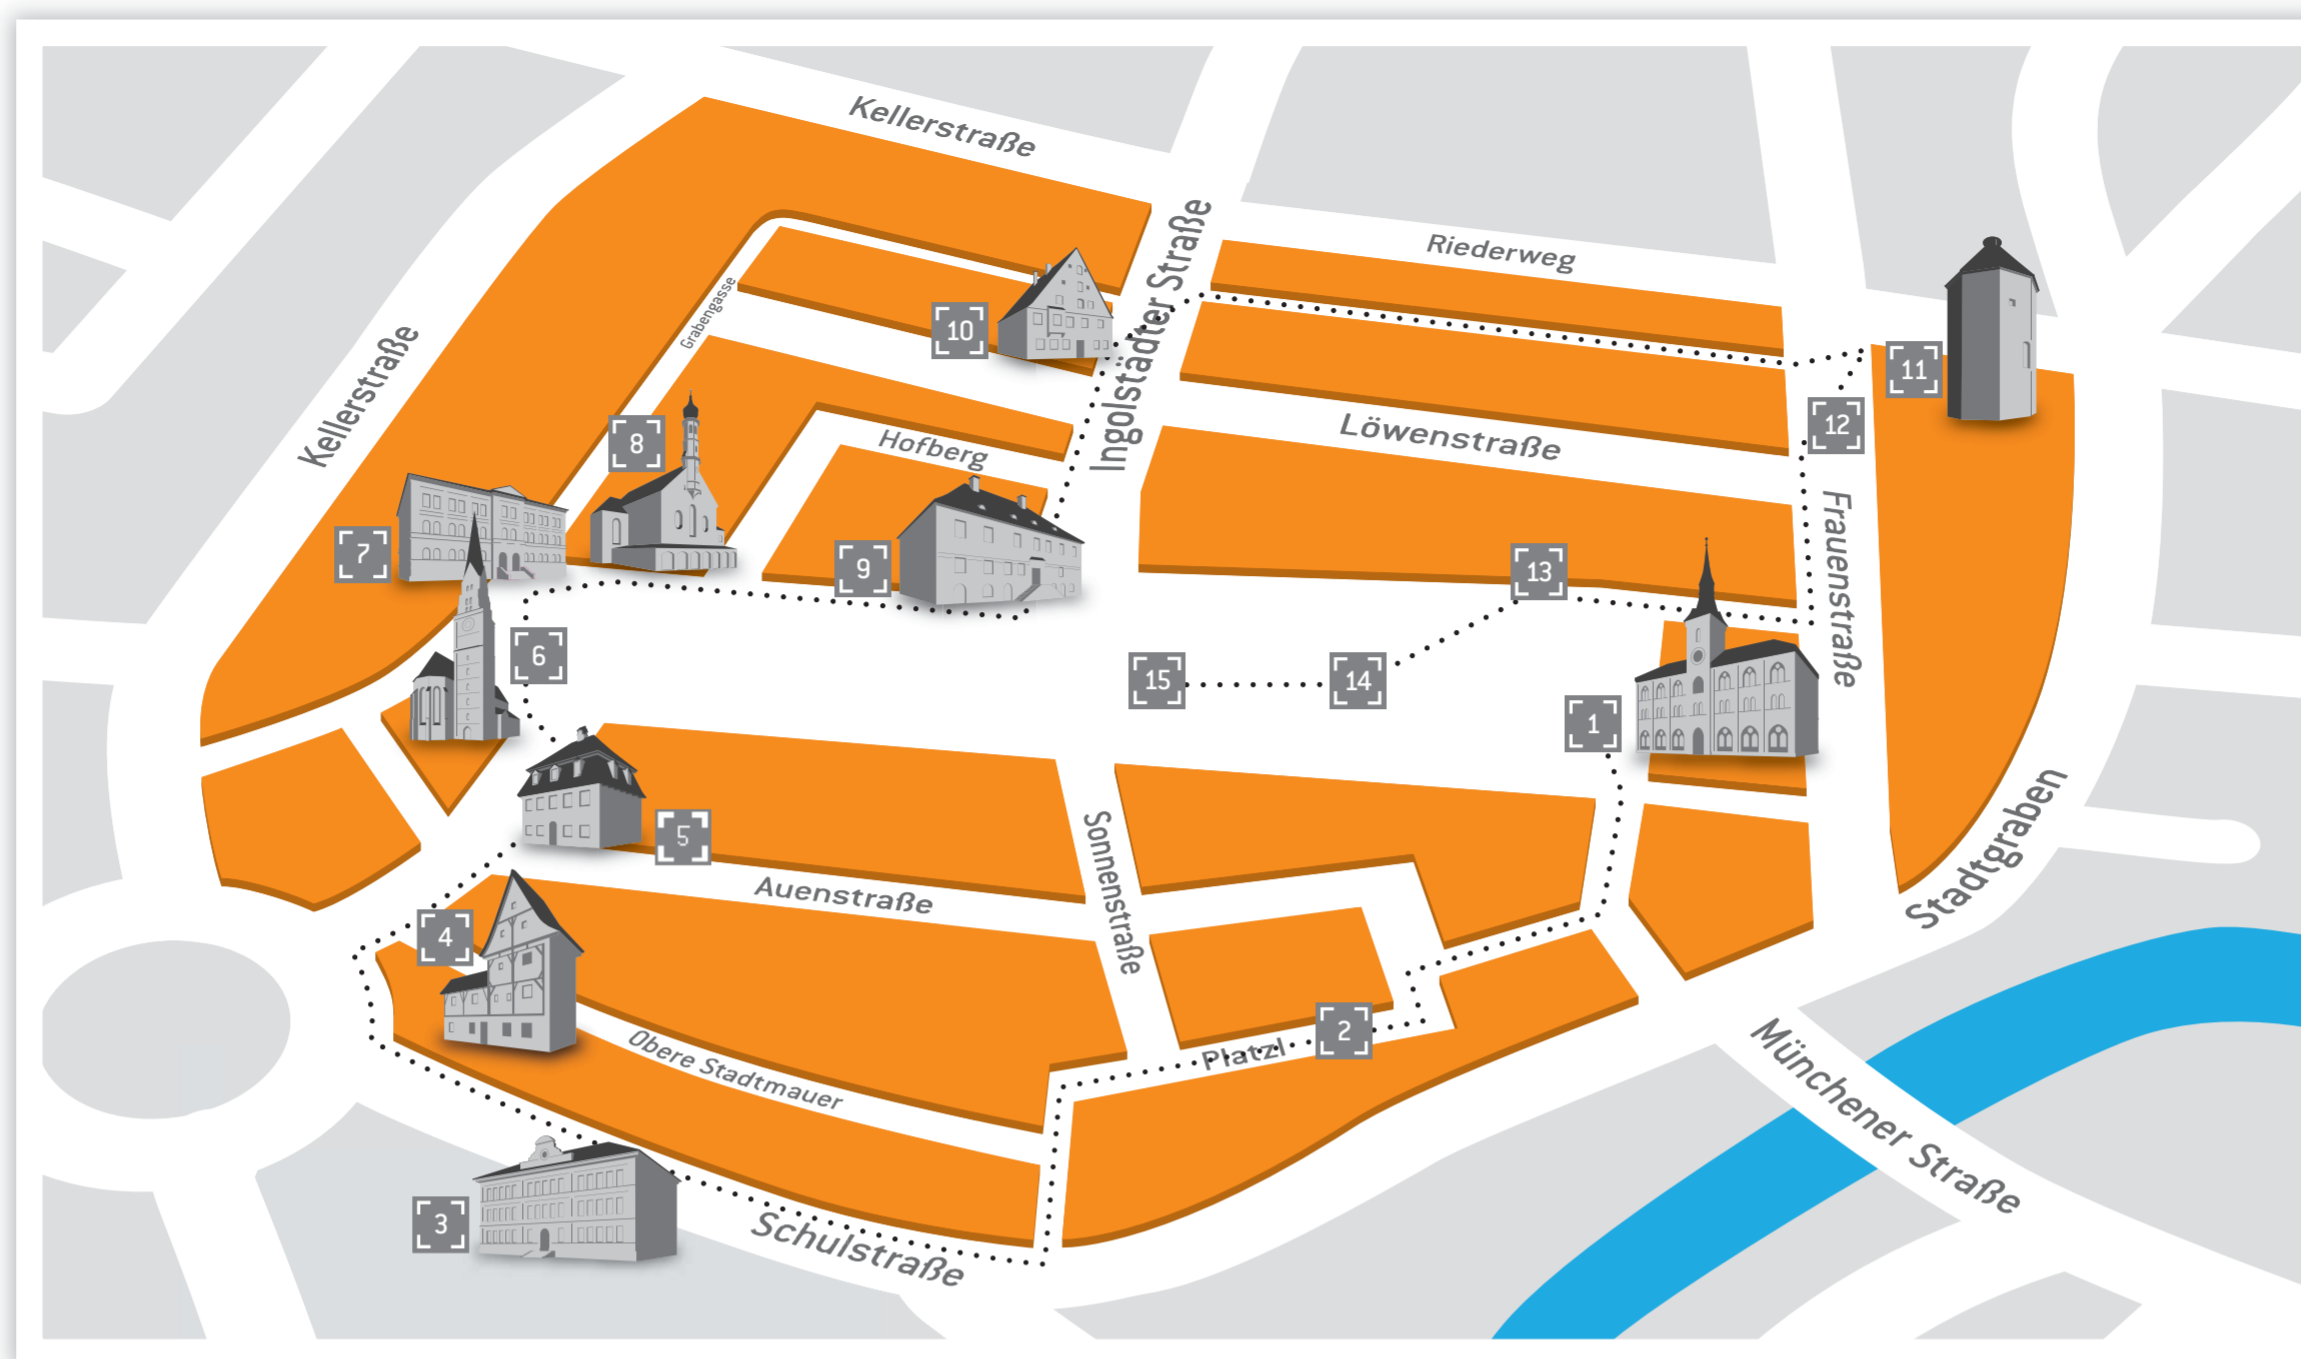 Kellerstraße
Ingolstädter Straße
Riederweg
Grabengasse
10
11
Kellerstraße
12
8
Löwenstraße
Hofberg
7
9
13
Frauenstraße
6
15
14
1
Sonnenstraße
5
Stadtgraben
Auenstraße
4
2
Platzl
Obere Stadtmauer
Münchener Straße
3
Schulstraße